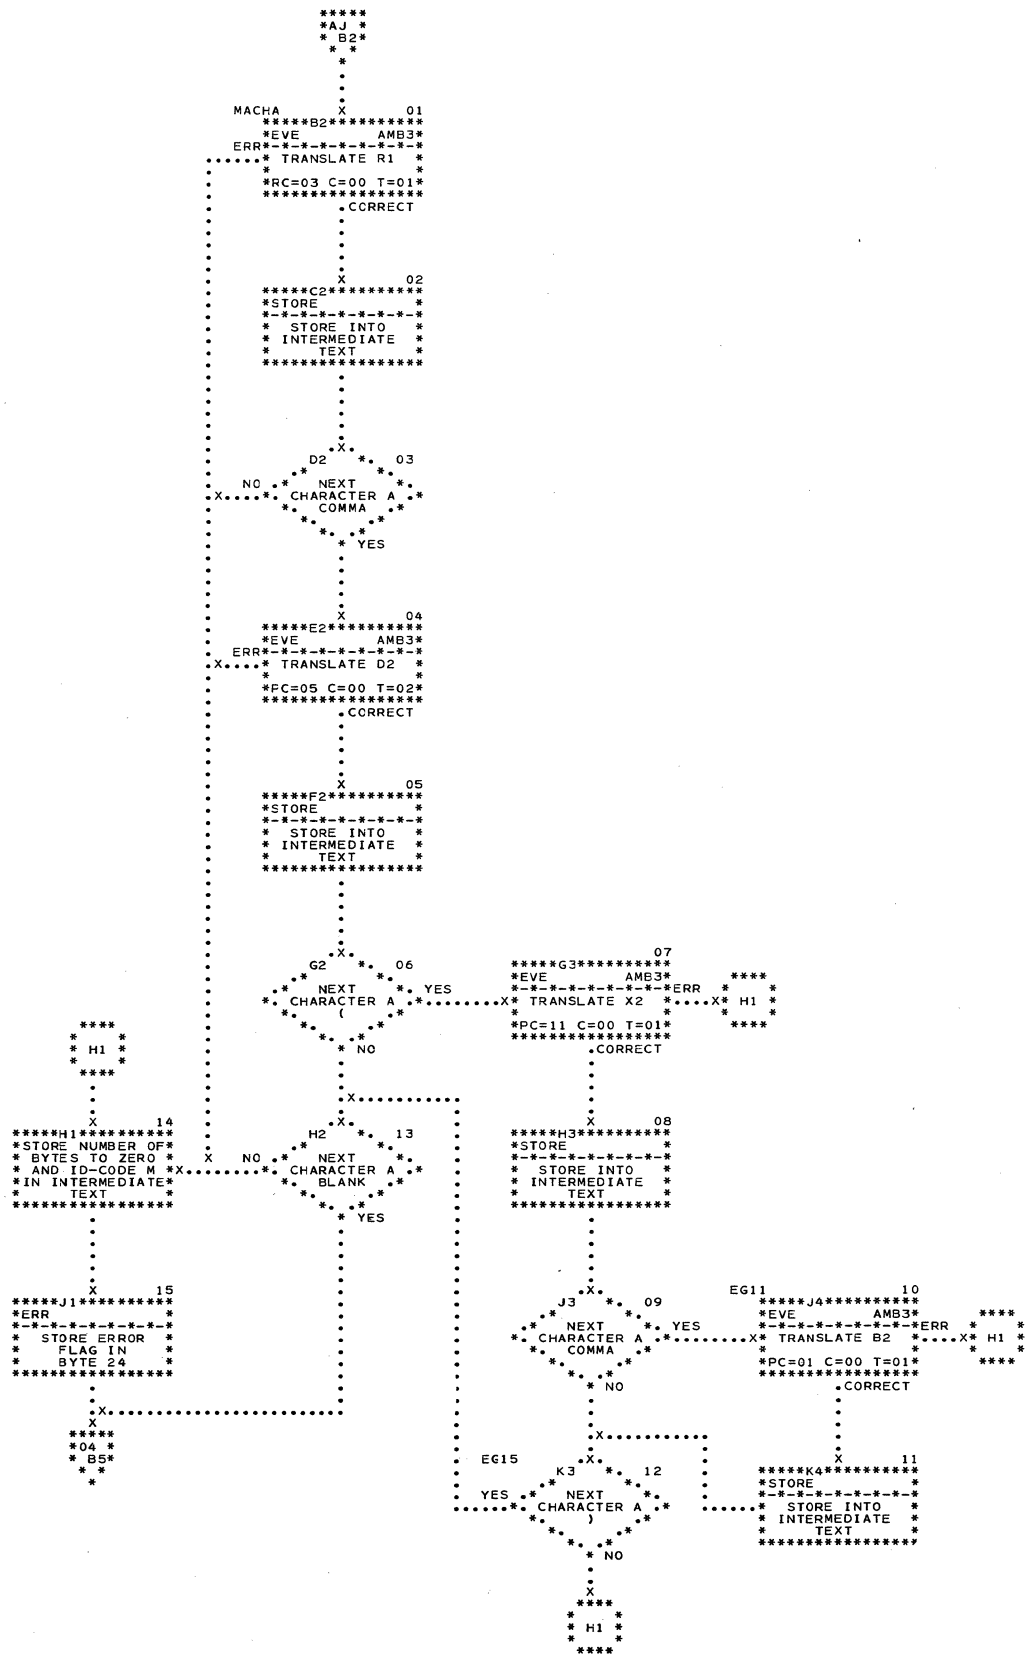 AJ
B2
MACHA 01
B2
EVE AMB3
ERR
TRANSLATE R1
RC=03 C=00 T=01
CORRECT
02
C2
STORE
STORE INTO
INTERMEDIATE
TEXT
D2 03
NO
NEXT
CHARACTER A
COMMA
YES
04
E2
EVE AMB3
ERR
TRANSLATE D2
PC=05 C=00 T=02
CORRECT
05
F2
STORE
STORE INTO
INTERMEDIATE
TEXT
G2 06
NEXT
CHARACTER A
(
YES
NO
07
G3
EVE AMB3
ERR
TRANSLATE X2
PC=11 C=00 T=01
CORRECT
H1
H1
14
H1
STORE NUMBER OF
BYTES TO ZERO
AND ID-CODE M
IN INTERMEDIATE
TEXT
H2 13
NO
NEXT
CHARACTER A
BLANK
YES
08
H3
STORE
STORE INTO
INTERMEDIATE
TEXT
15
J1
ERR
STORE ERROR
FLAG IN
BYTE 24
J3 09
NEXT
CHARACTER A
COMMA
YES
NO
EG11 10
J4
EVE AMB3
ERR
TRANSLATE B2
PC=01 C=00 T=01
CORRECT
H1
04
B5
EG15
K3 12
YES
NEXT
CHARACTER A
)
NO
11
K4
STORE
STORE INTO
INTERMEDIATE
TEXT
H1